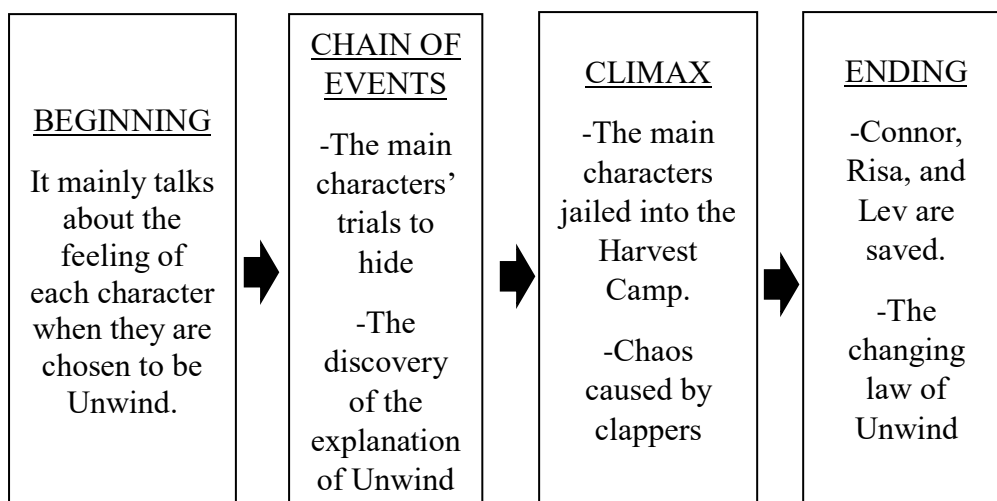 BEGINNING
It mainly talks
about the
feeling of
each character
when they are
chosen to be
Unwind.
CHAIN OF
EVENTS
-The main
characters’
trials to
hide
-The
discovery
of the
explanation
of Unwind
CLIMAX
-The main
characters
jailed into the
Harvest
Camp.
-Chaos
caused by
clappers
ENDING
-Connor,
Risa, and
Lev are
saved.
-The
changing
law of
Unwind